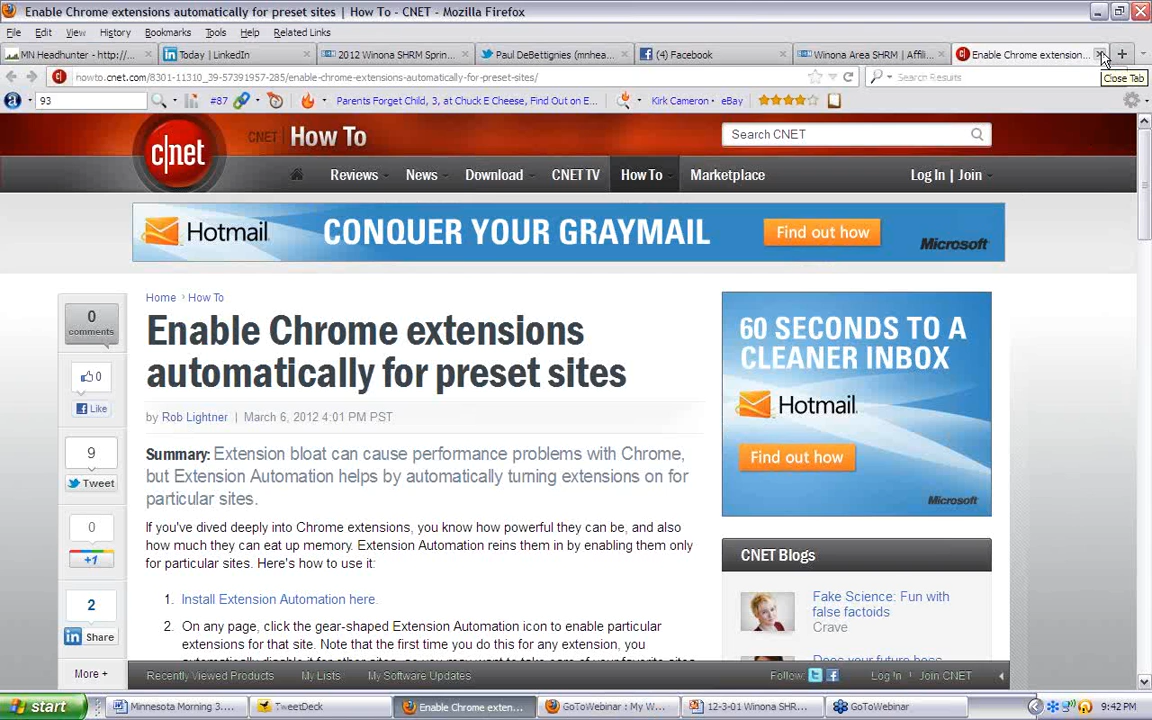 Enable Chrome extensions automatically for preset sites | How To - CNET - Mozilla Firefox
File Edit View History Bookmarks Tools Help Related Links
MN Headhunter - http://... Today | LinkedIn 2012 Winona SHRM Sprin... Paul DeBettignies (mnhea... (4) Facebook Winona Area SHRM | Affili... Enable Chrome extension...
howto.cnet.com/8301-11310_39-57391957-285/enable-chrome-extensions-automatically-for-preset-sites/ Search Results Close Tab
93 #87 Parents Forget Child, 3, at Chuck E Cheese, Find Out on E... Kirk Cameron · eBay
c|net CNET How To Search CNET
Reviews News Download CNET TV How To Marketplace Log In | Join
Hotmail CONQUER YOUR GRAYMAIL Find out how Microsoft
Home › How To
0
comments
Enable Chrome extensions
automatically for preset sites
0
Like
by Rob Lightner | March 6, 2012 4:01 PM PST
9
Tweet
Summary: Extension bloat can cause performance problems with Chrome,
but Extension Automation helps by automatically turning extensions on for
particular sites.
0
+1
If you've dived deeply into Chrome extensions, you know how powerful they can be, and also
how much they can eat up memory. Extension Automation reins them in by enabling them only
for particular sites. Here's how to use it:
2
Share
More +
1. Install Extension Automation here.
2. On any page, click the gear-shaped Extension Automation icon to enable particular
extensions for that site. Note that the first time you do this for any extension, you
60 SECONDS TO A
CLEANER INBOX
Hotmail
Find out how
Microsoft
CNET Blogs
Fake Science: Fun with
false factoids
Crave
Does your future boss
Recently Viewed Products My Lists My Software Updates Follow: Log In | Join CNET
start Minnesota Morning 3.... TweetDeck Enable Chrome exten... GoToWebinar : My W... 12-3-01 Winona SHR... GoToWebinar 9:42 PM